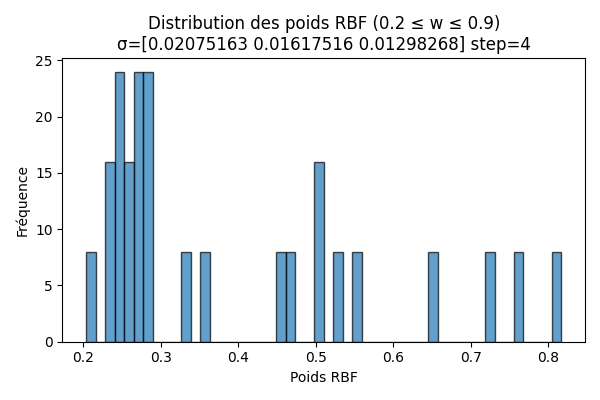 Distribution des poids RBF (0.2 ≤ w ≤ 0.9)
σ=[0.02075163 0.01617516 0.01298268] step=4
25
20
15
10
5
0
Fréquence
0.2 0.3 0.4 0.5 0.6 0.7 0.8
Poids RBF